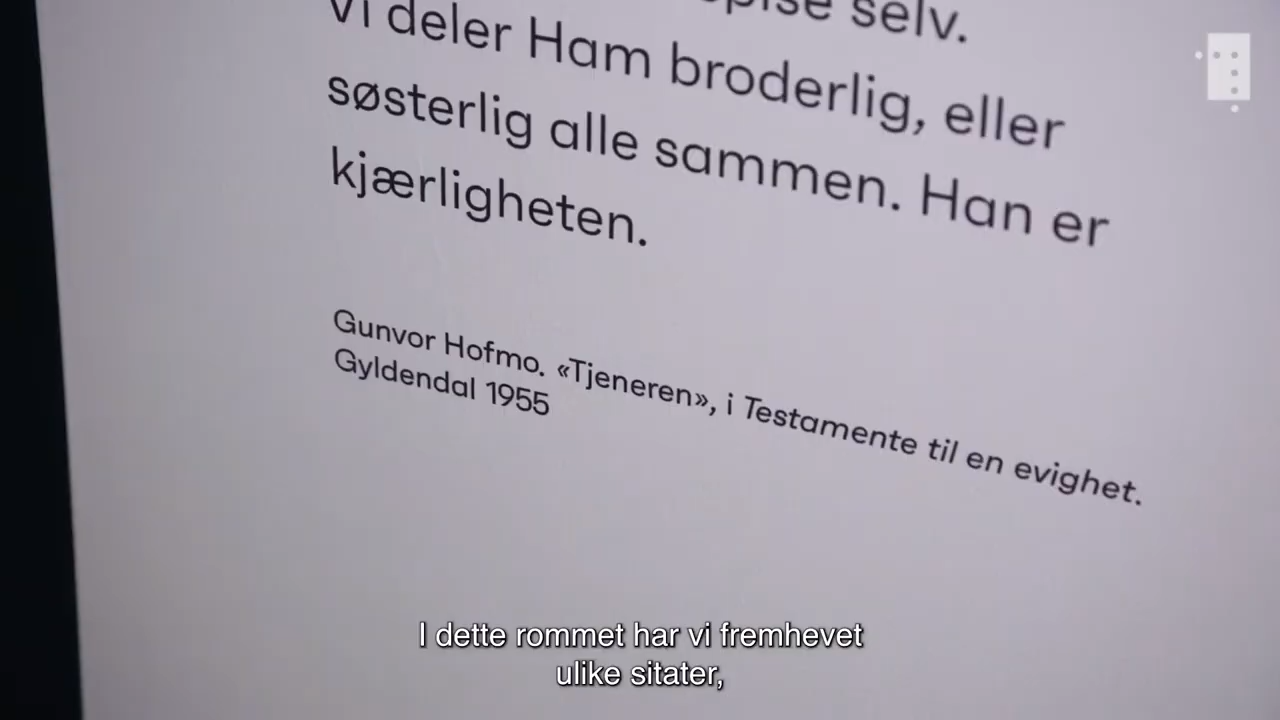 selv.
vi deler Ham broderlig, eller
søsterlig alle sammen. Han er
kjærligheten.
Gunvor Hofmo. «Tjeneren», i Testamente til en evighet.
Gyldendal 1955
I dette rommet har vi fremhevet
ulike sitater,